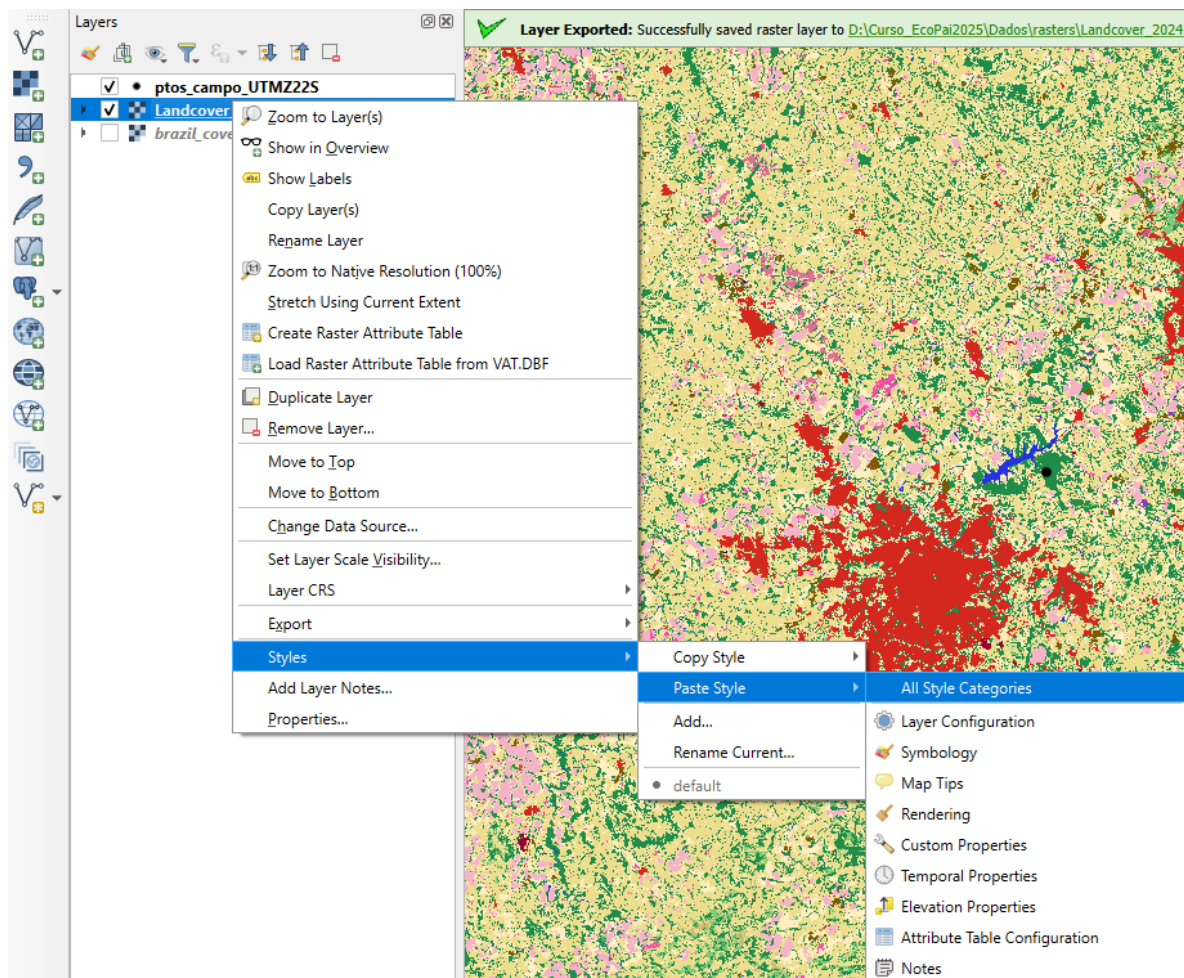 Layers
Layer Exported: Successfully saved raster layer to D:\Curso_EcoPai2025\Dados\rasters\Landcover_2024
ptos_campo_UTMZ22S
Landcover
brazil_cove
Zoom to Layer(s)
Show in Overview
abc Show Labels
Copy Layer(s)
Rename Layer
1:1 Zoom to Native Resolution (100%)
Stretch Using Current Extent
Create Raster Attribute Table
Load Raster Attribute Table from VAT.DBF
Duplicate Layer
Remove Layer...
Move to Top
Move to Bottom
Change Data Source...
Set Layer Scale Visibility...
Layer CRS
Export
Styles
Add Layer Notes...
Properties...
Copy Style
Paste Style
Add...
Rename Current...
default
All Style Categories
Layer Configuration
Symbology
Map Tips
Rendering
Custom Properties
Temporal Properties
Elevation Properties
Attribute Table Configuration
Notes